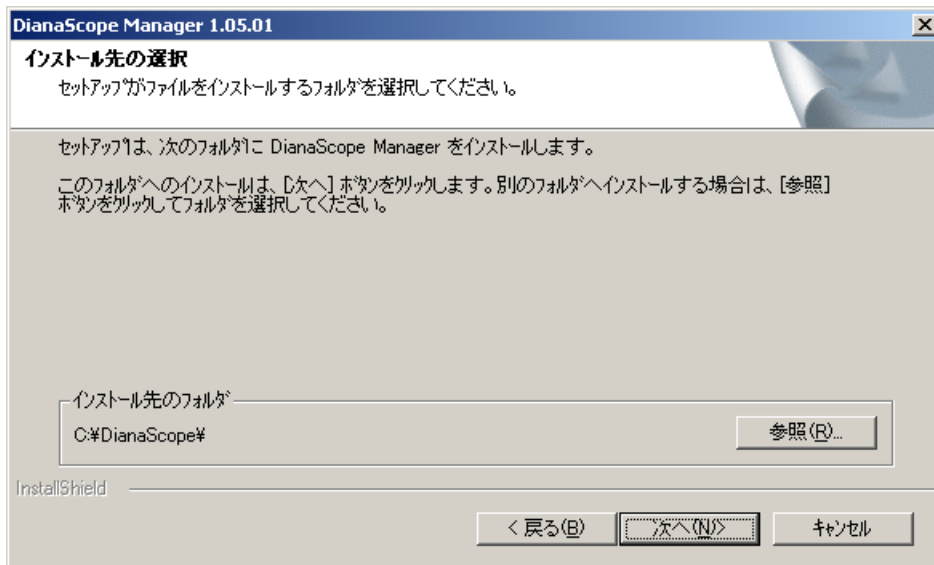 DianaScope Manager 1.05.01
インストール先の選択
セットアップがファイルをインストールするフォルダを選択してください。
セットアップは、次のフォルダに DianaScope Manager をインストールします。
このフォルダへのインストールは、[次へ] ボタンをクリックします。別のフォルダへインストールする場合は、[参照]
ボタンをクリックしてフォルダを選択してください。
インストール先のフォルダ
C:¥DianaScope¥
参照(R)...
InstallShield
< 戻る(B)
次へ(N)>
キャンセル